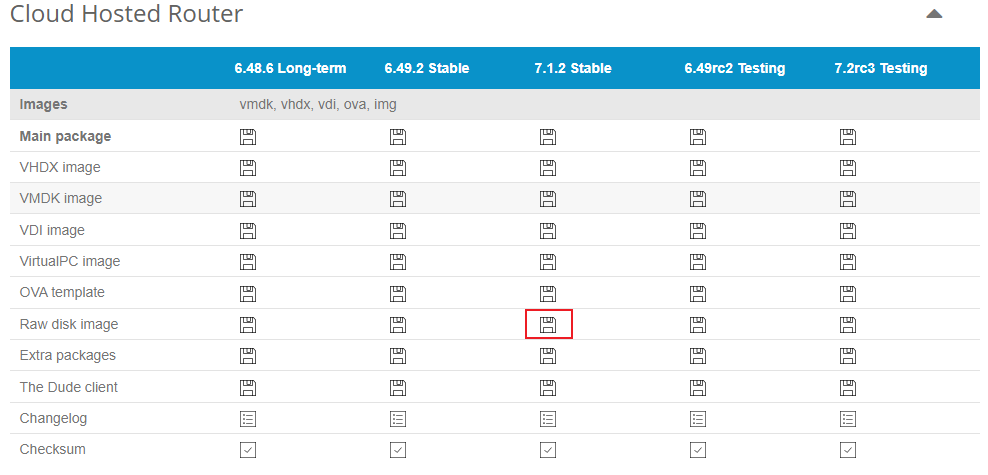 Cloud Hosted Router
6.48.6 Long-term 6.49.2 Stable 7.1.2 Stable 6.49rc2 Testing 7.2rc3 Testing
Images vmdk, vhdx, vdi, ova, img
Main package
VHDX image
VMDK image
VDI image
VirtualPC image
OVA template
Raw disk image
Extra packages
The Dude client
Changelog
Checksum